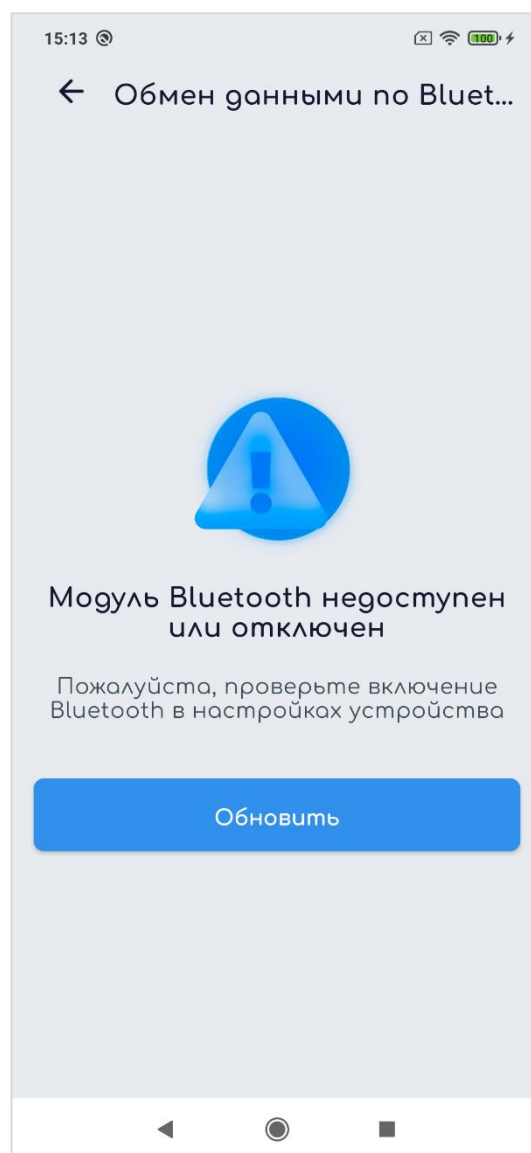 15:13
100
Обмен данными по Bluet...
Модуль Bluetooth недоступен
или отключен
Пожалуйста, проверьте включение
Bluetooth в настройках устройства
Обновить